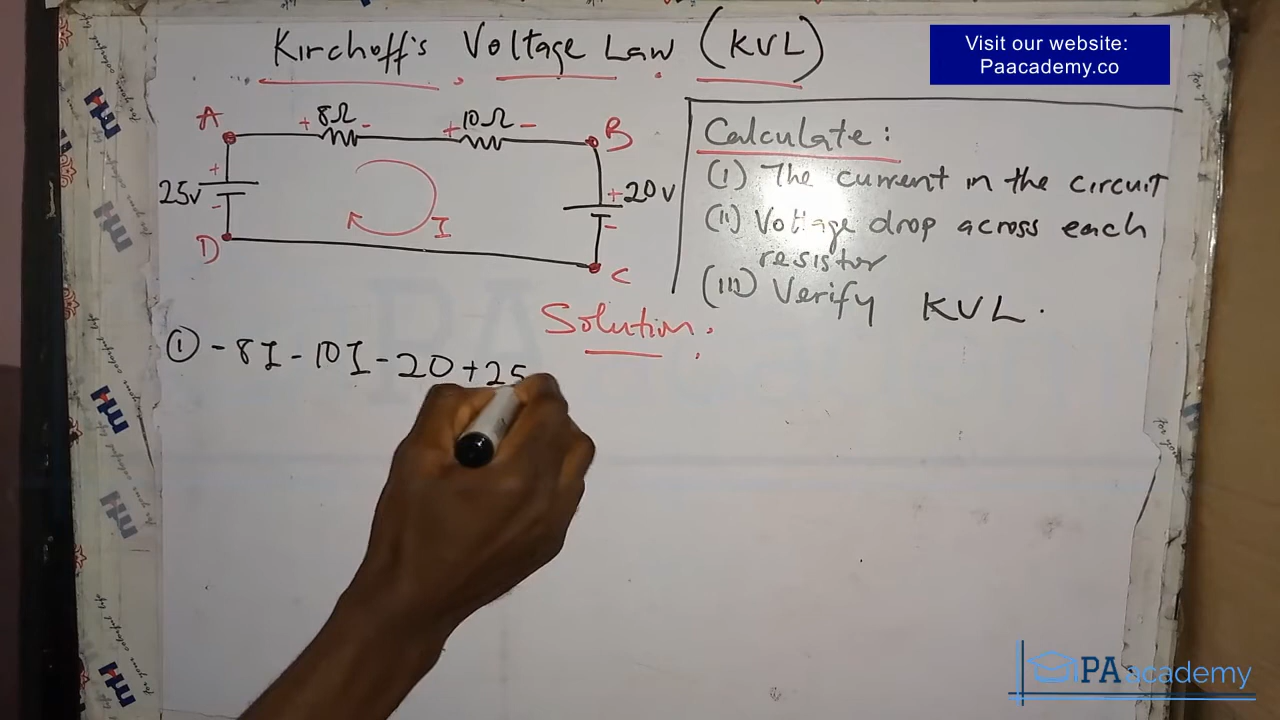 Kirchoff's Voltage Law (KVL)
Visit our website:
Paacademy.co
A
+ 8Ω -
+ 10Ω -
B
25v
+
-
+
20v
-
I
D
C
Calculate:
(i) The current in the circuit
(ii) Voltage drop across each
resistor
(iii) Verify KVL.
Solution.
① -8I - 10I - 20 + 25
PA academy